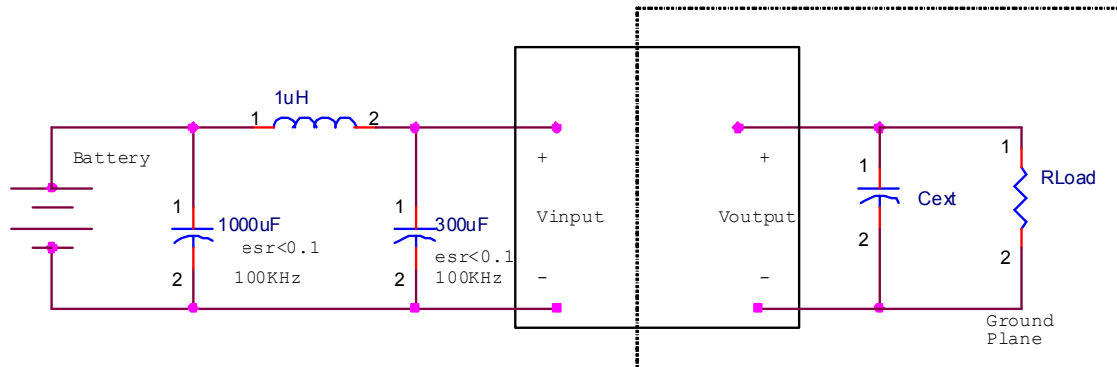 1uH
1
2
Battery
+
+
1
RLoad
1
1
1
1000uF
300uF
Vinput
Voutput
Cext
esr<0.1
esr<0.1
2
2
100KHz
100KHz
2
2
-
-
Ground
Plane